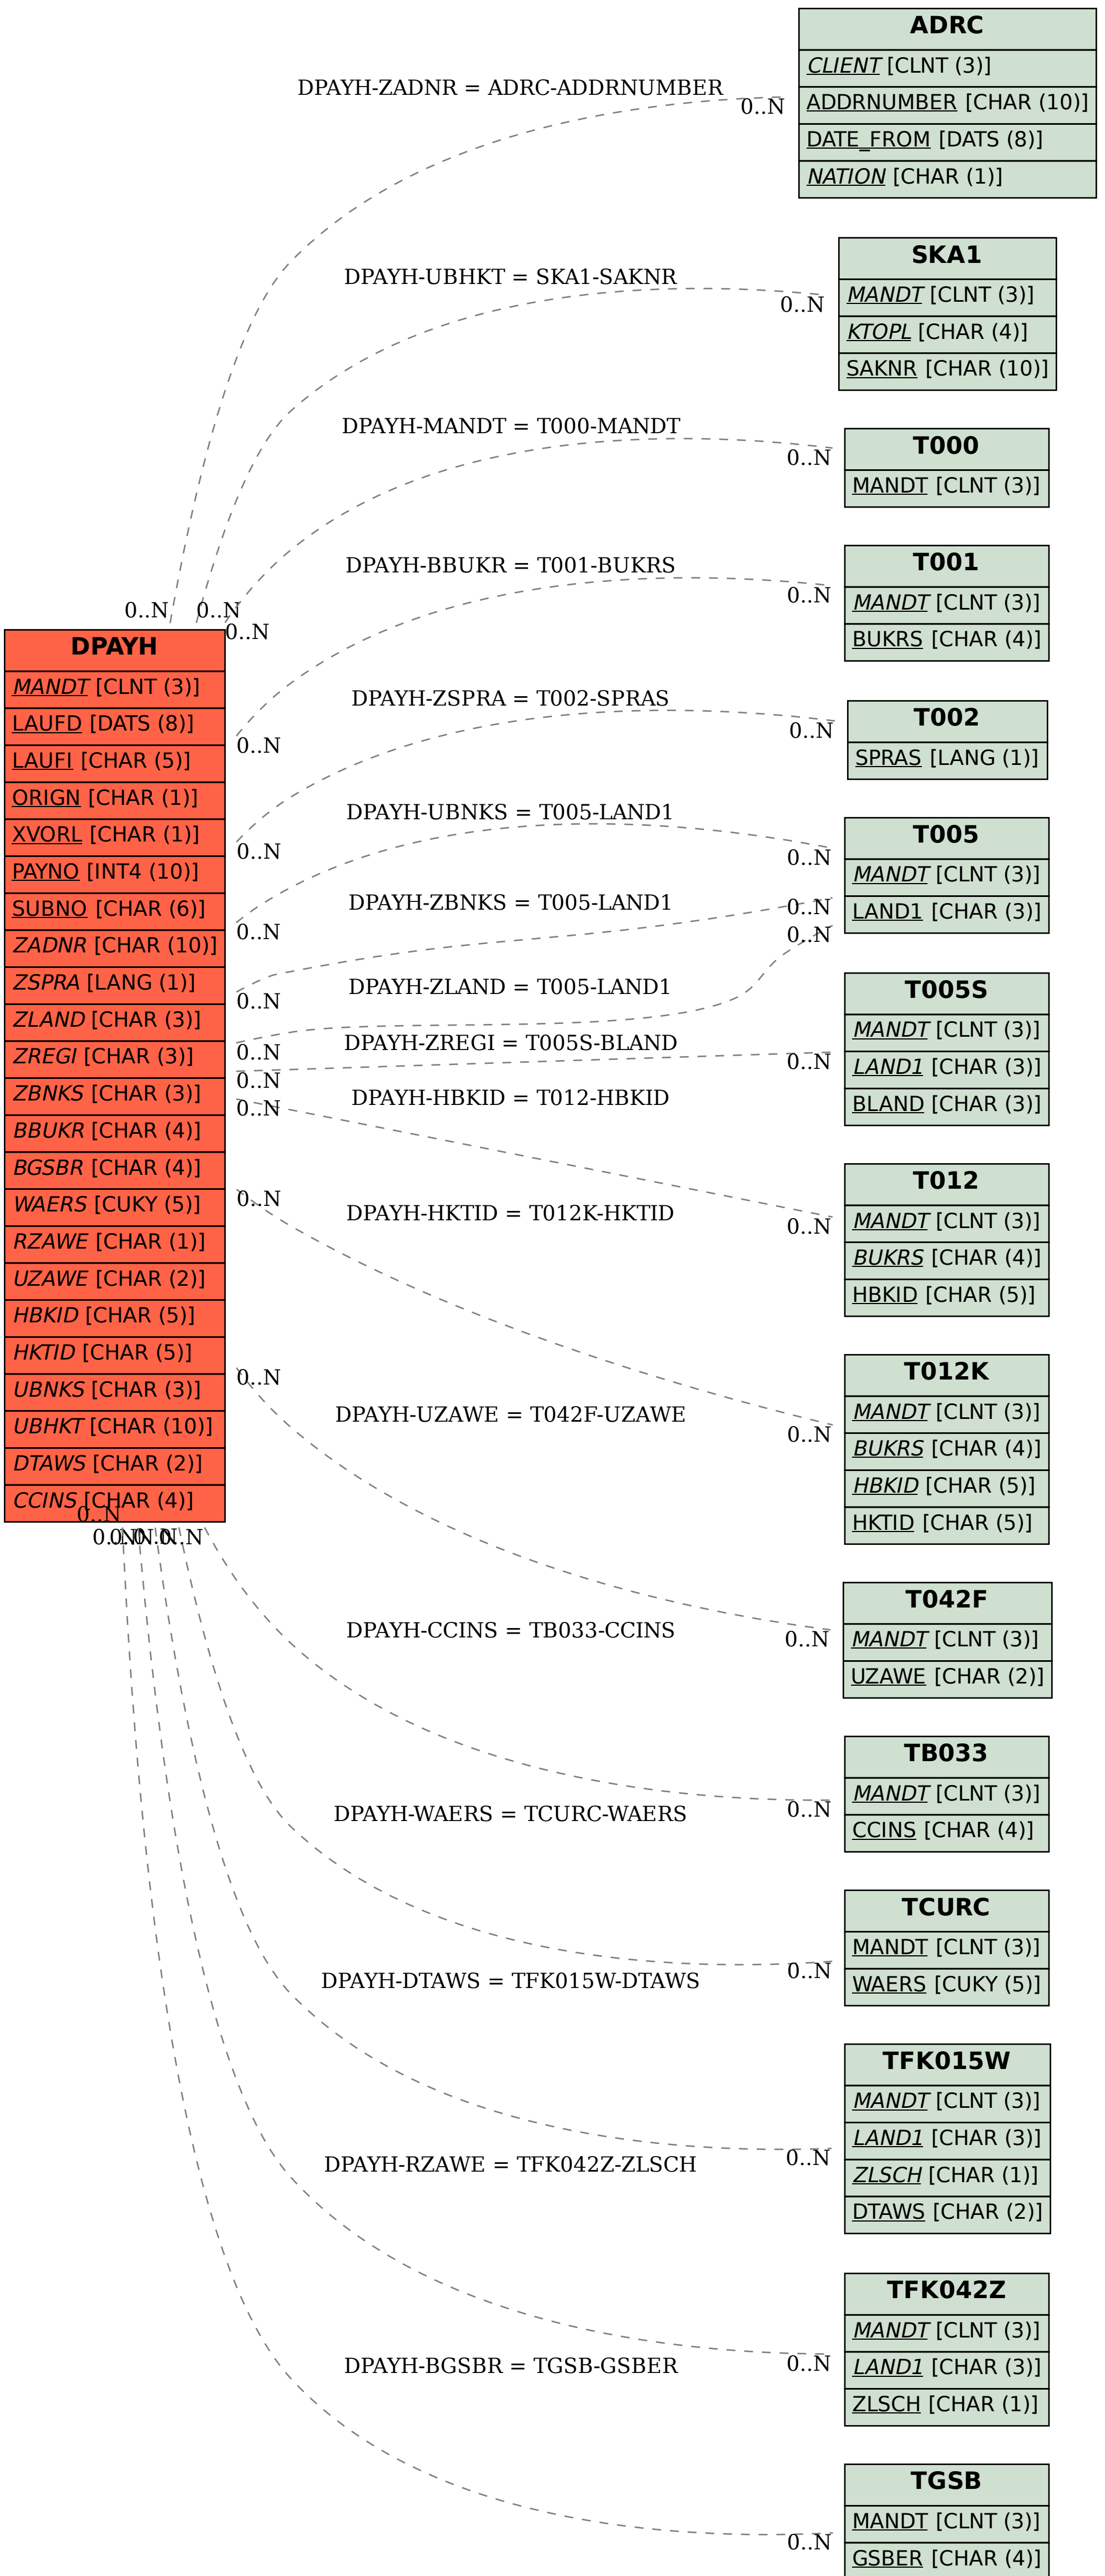 ADRC
CLIENT [CLNT (3)]
ADDRNUMBER [CHAR (10)]
DATE_FROM [DATS (8)]
NATION [CHAR (1)]
DPAYH-ZADNR = ADRC-ADDRNUMBER
0..N
SKA1
MANDT [CLNT (3)]
KTOPL [CHAR (4)]
SAKNR [CHAR (10)]
DPAYH-UBHKT = SKA1-SAKNR
0..N
T000
MANDT [CLNT (3)]
DPAYH-MANDT = T000-MANDT
0..N
T001
MANDT [CLNT (3)]
BUKRS [CHAR (4)]
DPAYH-BBUKR = T001-BUKRS
0..N
0..N
0..N
0..N
DPAYH
MANDT [CLNT (3)]
LAUFD [DATS (8)]
LAUFI [CHAR (5)]
ORIGN [CHAR (1)]
XVORL [CHAR (1)]
PAYNO [INT4 (10)]
SUBNO [CHAR (6)]
ZADNR [CHAR (10)]
ZSPRA [LANG (1)]
ZLAND [CHAR (3)]
ZREGI [CHAR (3)]
ZBNKS [CHAR (3)]
BBUKR [CHAR (4)]
BGSBR [CHAR (4)]
WAERS [CUKY (5)]
RZAWE [CHAR (1)]
UZAWE [CHAR (2)]
HBKID [CHAR (5)]
HKTID [CHAR (5)]
UBNKS [CHAR (3)]
UBHKT [CHAR (10)]
DTAWS [CHAR (2)]
CCINS [CHAR (4)]
0..N
0..N
0..N
0..N
0..N
0..N
0..N
0..N
0..N
0..N
0..N
0..N
0..N
0..N
DPAYH-ZSPRA = T002-SPRAS
0..N
T002
SPRAS [LANG (1)]
DPAYH-UBNKS = T005-LAND1
0..N
DPAYH-ZBNKS = T005-LAND1
0..N
0..N
DPAYH-ZLAND = T005-LAND1
T005
MANDT [CLNT (3)]
LAND1 [CHAR (3)]
DPAYH-ZREGI = T005S-BLAND
0..N
T005S
MANDT [CLNT (3)]
LAND1 [CHAR (3)]
BLAND [CHAR (3)]
DPAYH-HBKID = T012-HBKID
0..N
T012
MANDT [CLNT (3)]
BUKRS [CHAR (4)]
HBKID [CHAR (5)]
DPAYH-HKTID = T012K-HKTID
0..N
T012K
MANDT [CLNT (3)]
BUKRS [CHAR (4)]
HBKID [CHAR (5)]
HKTID [CHAR (5)]
DPAYH-UZAWE = T042F-UZAWE
0..N
T042F
MANDT [CLNT (3)]
UZAWE [CHAR (2)]
DPAYH-CCINS = TB033-CCINS
0..N
TB033
MANDT [CLNT (3)]
CCINS [CHAR (4)]
DPAYH-WAERS = TCURC-WAERS
0..N
TCURC
MANDT [CLNT (3)]
WAERS [CUKY (5)]
DPAYH-DTAWS = TFK015W-DTAWS
0..N
TFK015W
MANDT [CLNT (3)]
LAND1 [CHAR (3)]
ZLSCH [CHAR (1)]
DTAWS [CHAR (2)]
DPAYH-RZAWE = TFK042Z-ZLSCH
0..N
TFK042Z
MANDT [CLNT (3)]
LAND1 [CHAR (3)]
ZLSCH [CHAR (1)]
DPAYH-BGSBR = TGSB-GSBER
0..N
TGSB
MANDT [CLNT (3)]
GSBER [CHAR (4)]